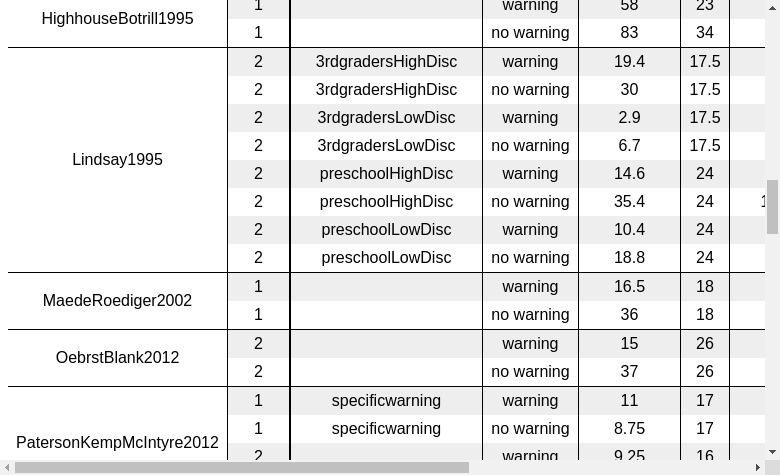 HighhouseBotrill1995
1 warning 58 23
1 no warning 83 34
Lindsay1995
2 3rdgradersHighDisc warning 19.4 17.5
2 3rdgradersHighDisc no warning 30 17.5
2 3rdgradersLowDisc warning 2.9 17.5
2 3rdgradersLowDisc no warning 6.7 17.5
2 preschoolHighDisc warning 14.6 24
2 preschoolHighDisc no warning 35.4 24
2 preschoolLowDisc warning 10.4 24
2 preschoolLowDisc no warning 18.8 24
MaedeRoediger2002
1 warning 16.5 18
1 no warning 36 18
OebrstBlank2012
2 warning 15 26
2 no warning 37 26
PatersonKempMcIntyre2012
1 specificwarning warning 11 17
1 specificwarning no warning 8.75 17
2 warning 9.25 16